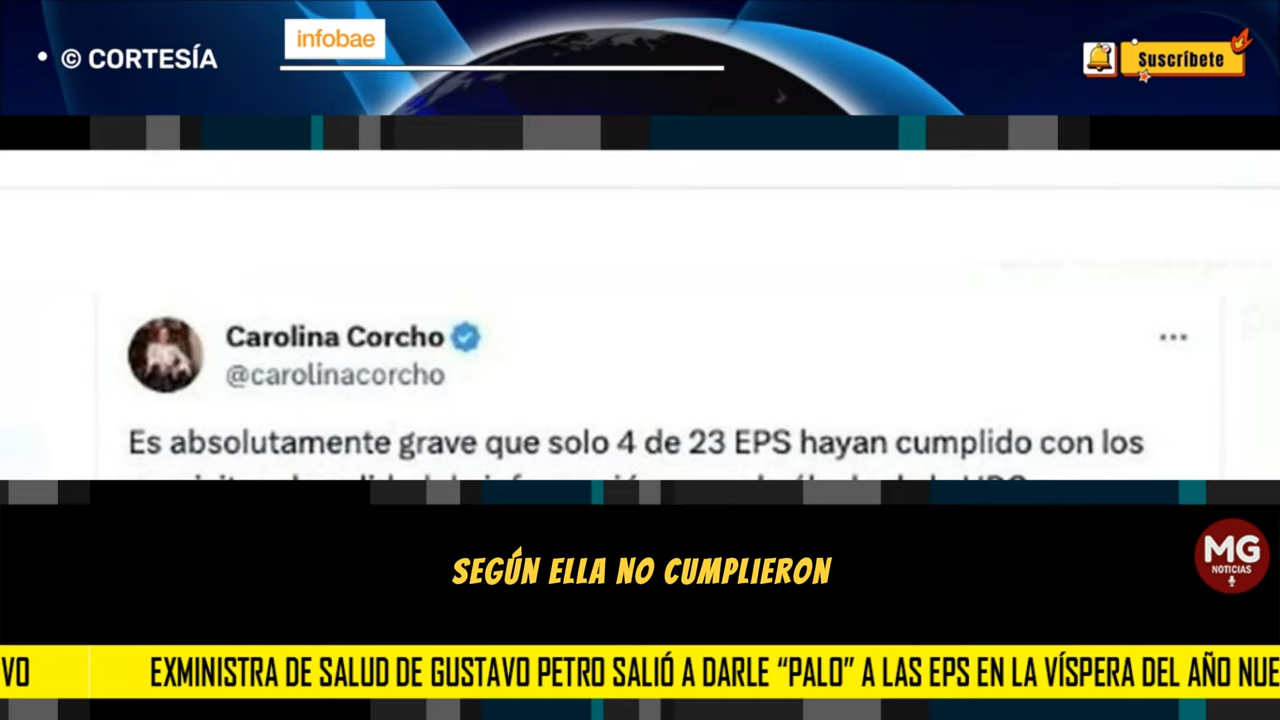 • © CORTESÍA
infobae
Suscríbete
Carolina Corcho
@carolinacorcho
Es absolutamente grave que solo 4 de 23 EPS hayan cumplido con los
SEGÚN ELLA NO CUMPLIERON
MG
NOTICIAS
VO EXMINISTRA DE SALUD DE GUSTAVO PETRO SALIÓ A DARLE “PALO” A LAS EPS EN LA VÍSPERA DEL AÑO NUE